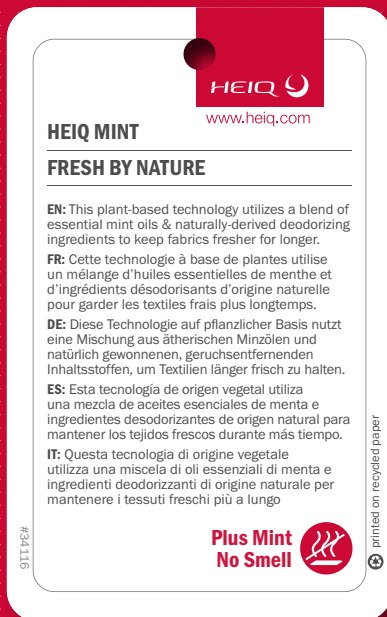 HEIQ
www.heiq.com
HEIQ MINT
FRESH BY NATURE
EN: This plant-based technology utilizes a blend of
essential mint oils & naturally-derived deodorizing
ingredients to keep fabrics fresher for longer.
FR: Cette technologie à base de plantes utilise
un mélange d'huiles essentielles de menthe et
d'ingrédients désodorisants d'origine naturelle
pour garder les textiles frais plus longtemps.
DE: Diese Technologie auf pflanzlicher Basis nutzt
eine Mischung aus ätherischen Minzölen und
natürlich gewonnenen, geruchsentfernenden
Inhaltsstoffen, um Textilien länger frisch zu halten.
ES: Esta tecnología de origen vegetal utiliza
una mezcla de aceites esenciales de menta e
ingredientes desodorizantes de origen natural para
mantener los tejidos frescos durante más tiempo.
IT: Questa tecnologia di origine vegetale
utilizza una miscela di oli essenziali di menta e
ingredienti deodorizzanti di origine naturale per
mantenere i tessuti freschi più a lungo
Plus Mint
No Smell
#34116
printed on recycled paper